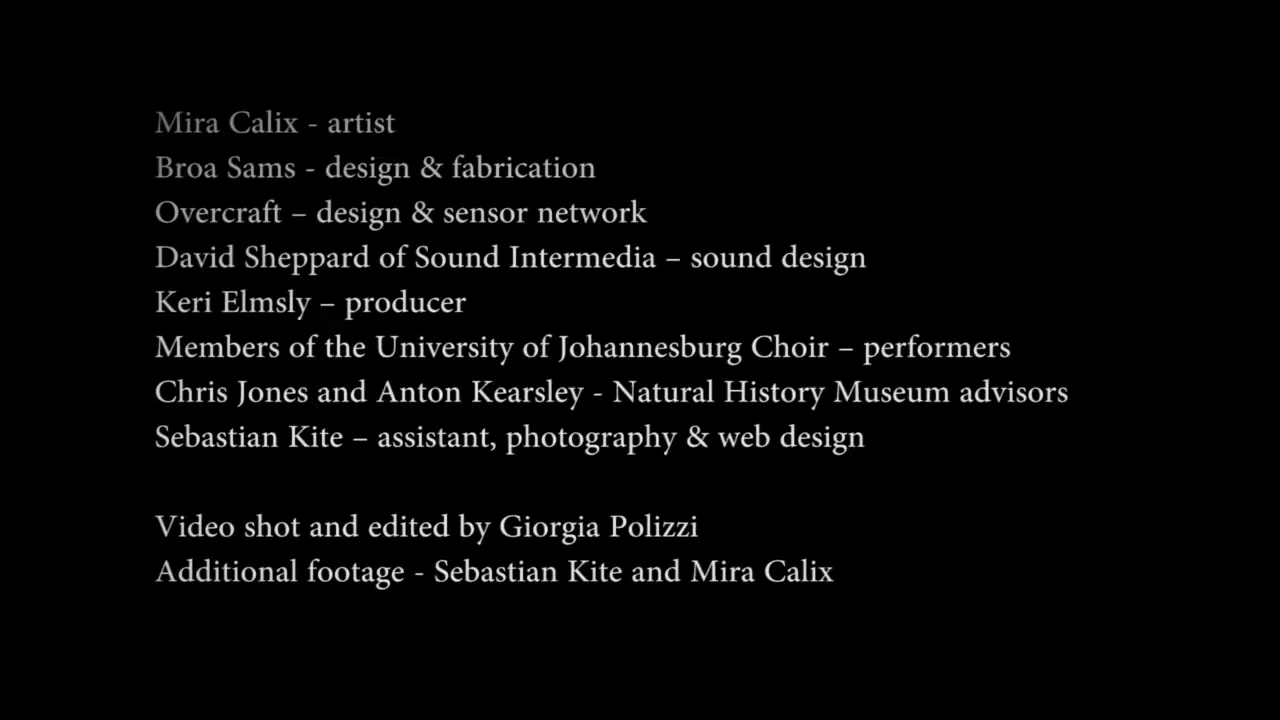 Mira Calix - artist
Broa Sams - design & fabrication
Overcraft – design & sensor network
David Sheppard of Sound Intermedia – sound design
Keri Elmsly – producer
Members of the University of Johannesburg Choir – performers
Chris Jones and Anton Kearsley - Natural History Museum advisors
Sebastian Kite – assistant, photography & web design
Video shot and edited by Giorgia Polizzi
Additional footage - Sebastian Kite and Mira Calix